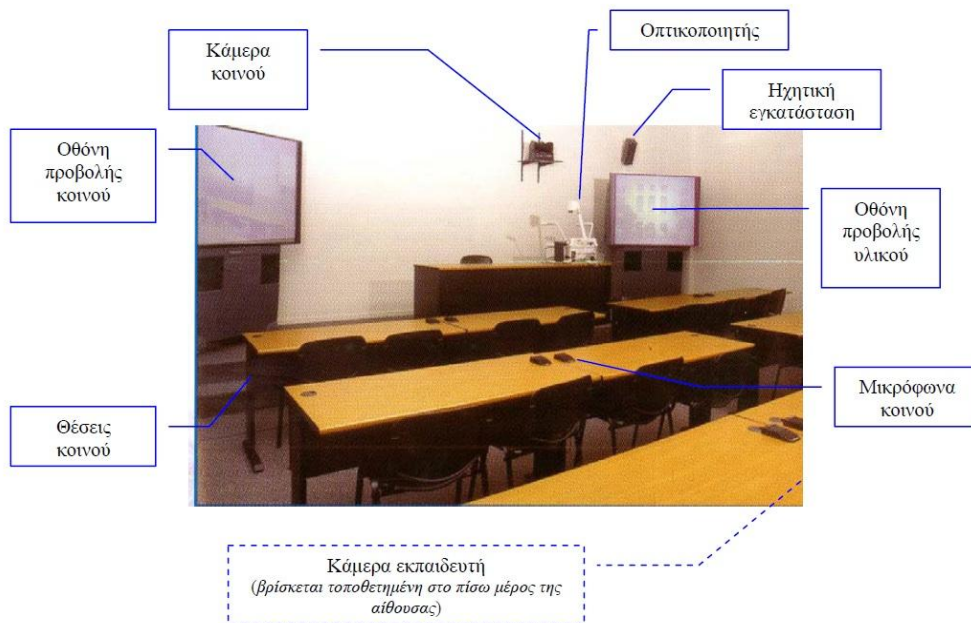 Οπτικοποιητής
Κάμερα
κοινού
Ηχητική
εγκατάσταση
Οθόνη
προβολής
κοινού
Οθόνη
προβολής
υλικού
Μικρόφωνα
κοινού
Θέσεις
κοινού
Κάμερα εκπαιδευτή
(βρίσκεται τοποθετημένη στο πίσω μέρος της
αίθουσας)